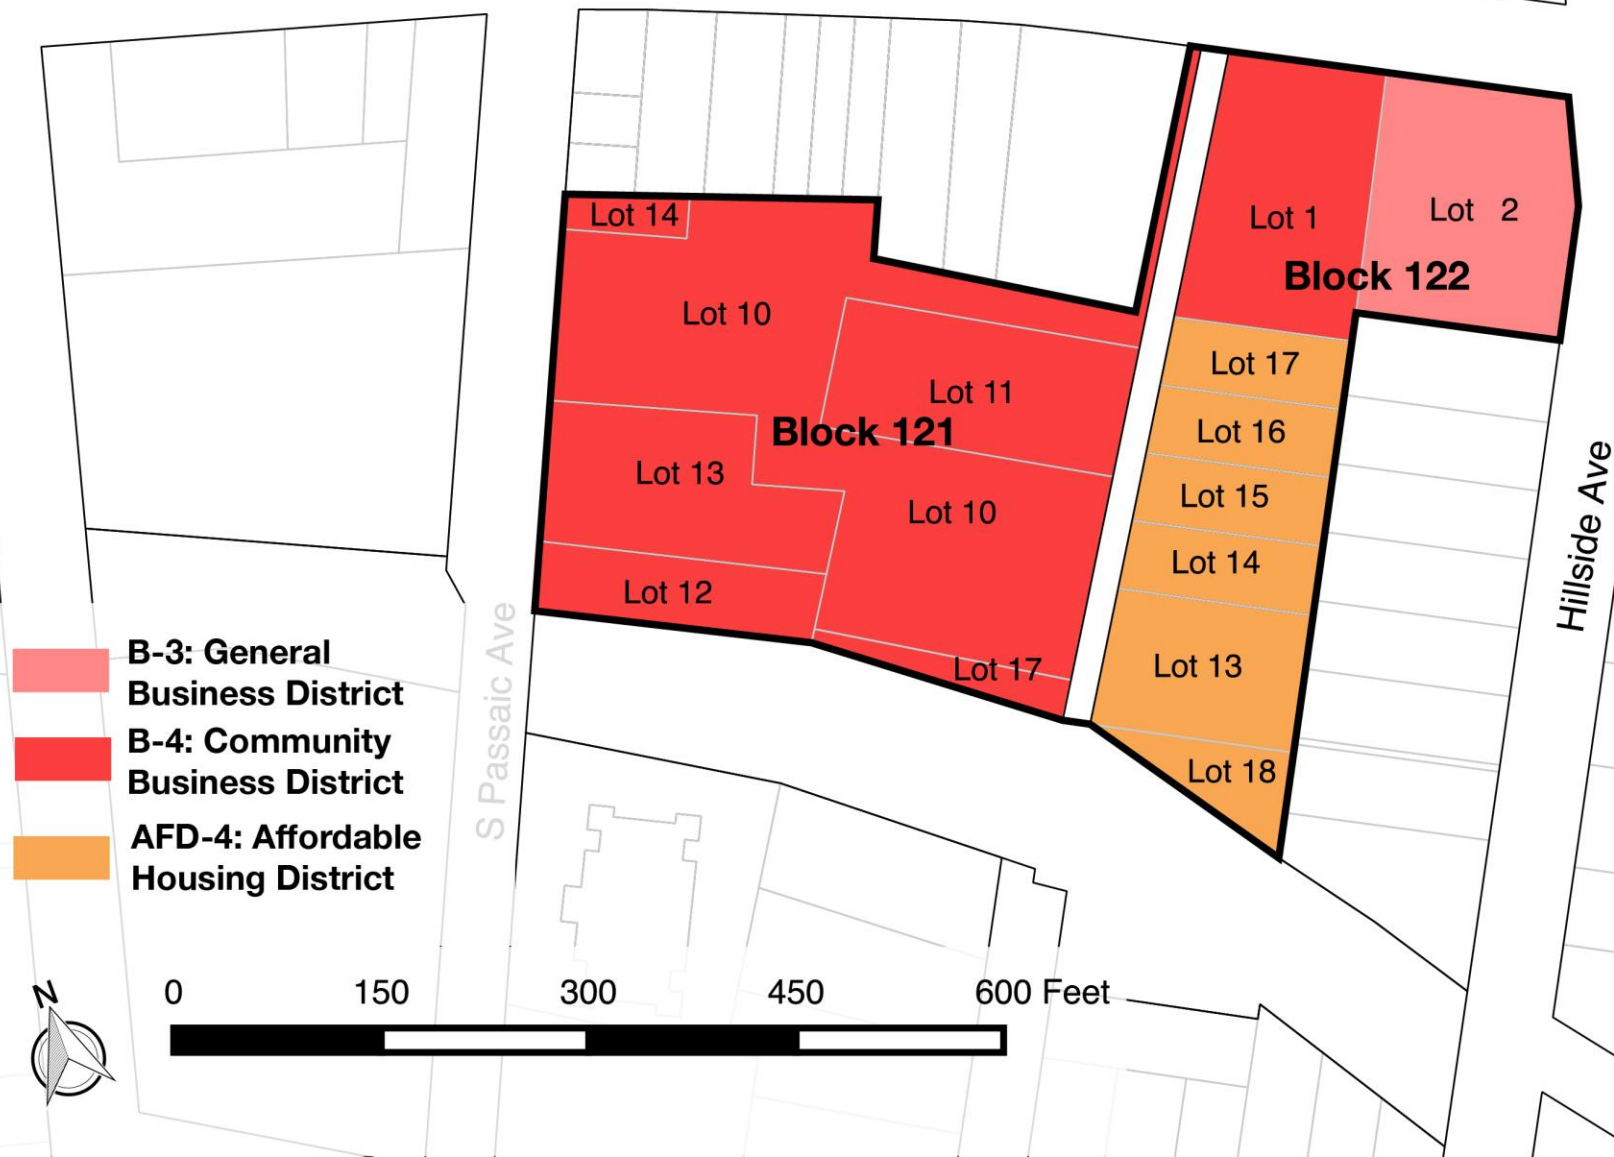 Lot 14
Lot 10
Lot 11
Block 121
Lot 13
Lot 10
Lot 12
Lot 17
Lot 1
Lot 2
Block 122
Lot 17
Lot 16
Lot 15
Lot 14
Lot 13
Lot 18
Hillside Ave
S Passaic Ave
B-3: General
Business District
B-4: Community
Business District
AFD-4: Affordable
Housing District
N
0 150 300 450 600 Feet